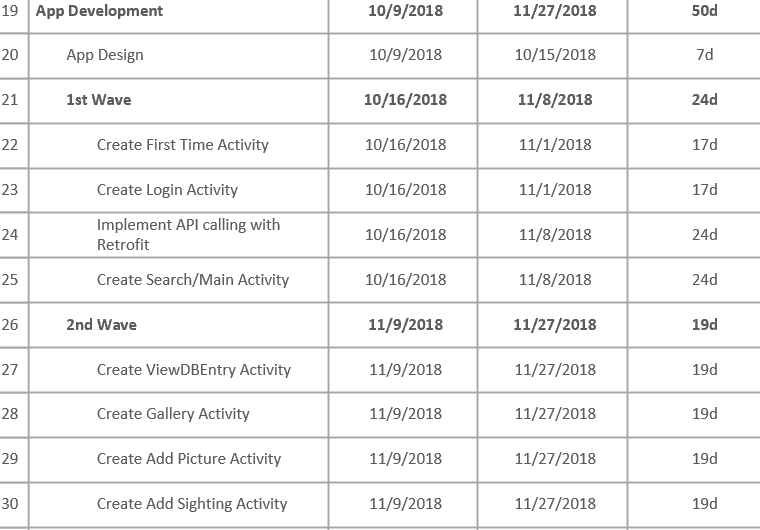 19 App Development 10/9/2018 11/27/2018 50d
20 App Design 10/9/2018 10/15/2018 7d
21 1st Wave 10/16/2018 11/8/2018 24d
22 Create First Time Activity 10/16/2018 11/1/2018 17d
23 Create Login Activity 10/16/2018 11/1/2018 17d
24 Implement API calling with
Retrofit 10/16/2018 11/8/2018 24d
25 Create Search/Main Activity 10/16/2018 11/8/2018 24d
26 2nd Wave 11/9/2018 11/27/2018 19d
27 Create ViewDBEntry Activity 11/9/2018 11/27/2018 19d
28 Create Gallery Activity 11/9/2018 11/27/2018 19d
29 Create Add Picture Activity 11/9/2018 11/27/2018 19d
30 Create Add Sighting Activity 11/9/2018 11/27/2018 19d